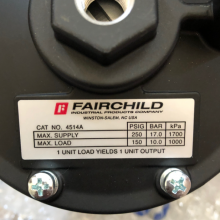 FAIRCHILD
INDUSTRIAL PRODUCTS COMPANY
WINSTON-SALEM, NC USA
CAT NO. 4514A PSIG BAR kPa
MAX. SUPPLY 250 17.0 1700
MAX. LOAD 150 10.0 1000
1 UNIT LOAD YIELDS 1 UNIT OUTPUT